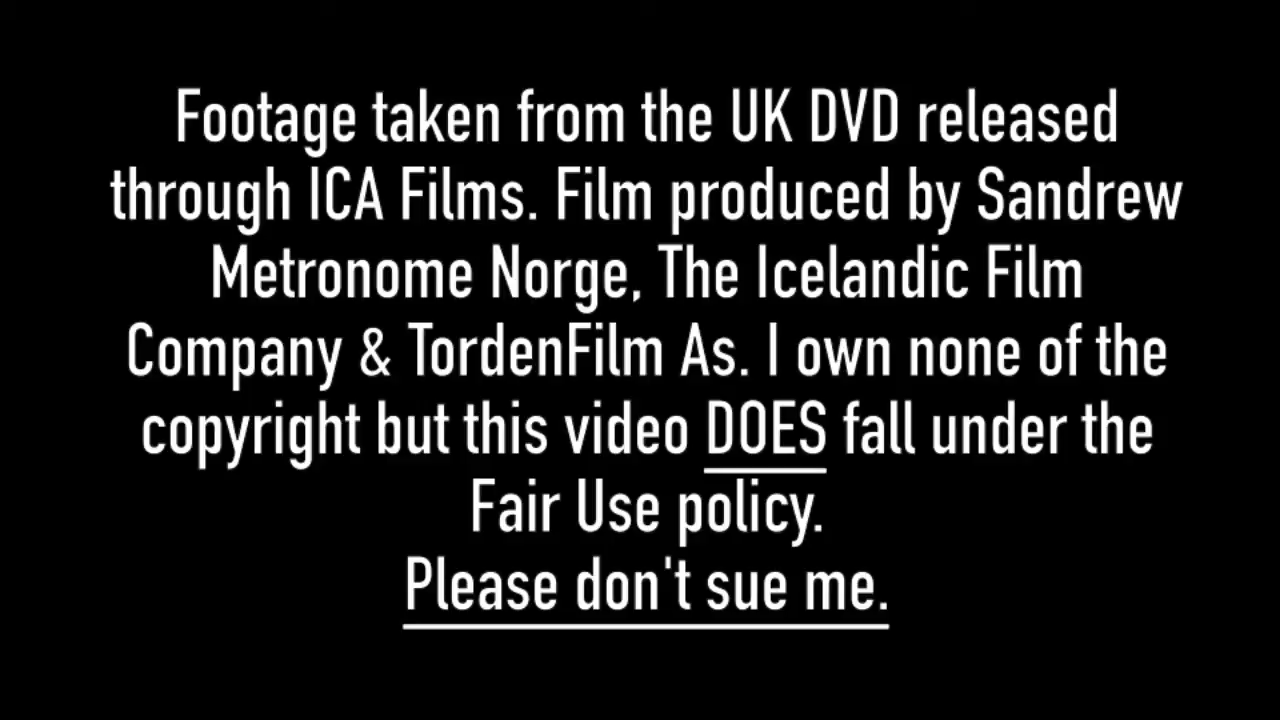 Footage taken from the UK DVD released
through ICA Films. Film produced by Sandrew
Metronome Norge, The Icelandic Film
Company & TordenFilm As. I own none of the
copyright but this video DOES fall under the
Fair Use policy.
Please don't sue me.